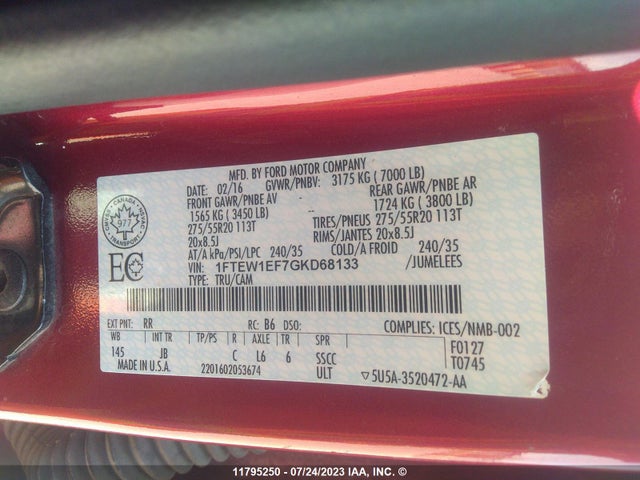 MFD. BY FORD MOTOR COMPANY
02/16 GVWR/PNBV: 3175 KG ( 7000 LB)
FRONT GAWR/PNBE AV REAR GAWR/PNBE AR
1565 KG ( 3450 LB) 1724 KG ( 3800 LB)
275/55R20 113T TIRES/PNEUS 275/55R20 113T
20x8.5J RIMS/JANTES 20x8.5J
AT/A kPa/PSI/LPC 240/35 COLD/A FROID 240/35
VIN: 1FTEW1EF7GKD68133 /JUMELEES
TYPE: TRU/CAM
CANADA
977
TRANSPORT
EC
EXT PNT: RR RC: B6 DSO: COMPLIES: ICES/NMB-002
WB INT TR TP/PS R AXLE TR SPR F0127
145 JB C L6 6 SSCC T0745
MADE IN U.S.A. 2201602053674 ULT ▽5U5A-3520472-AA
11795250 - 07/24/2023 IAA, INC. ©